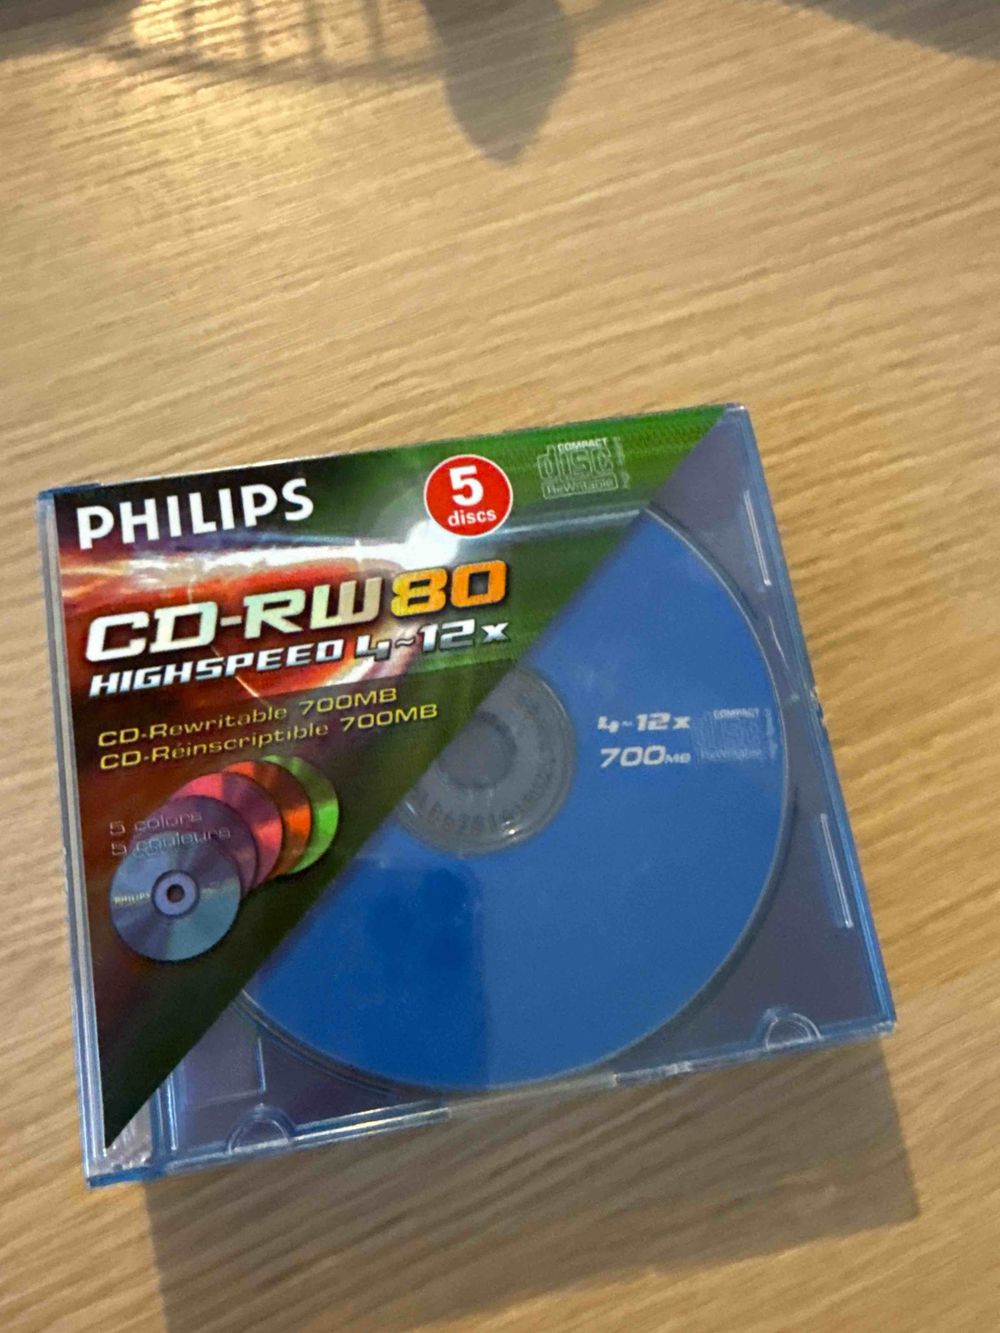 PHILIPS
5
discs
COMPACT
disc
ReWritable
CD-RW80
HIGHSPEED 4~12x
CD-Rewritable 700MB
CD-Réinscriptible 700MB
5 colors
5 couleurs
PHILIPS
4~12x
700MB
COMPACT
disc
ReWritable